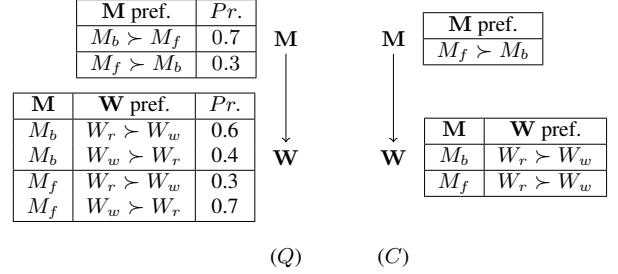 M pref. Pr.
M_b ≻ M_f 0.7
M_f ≻ M_b 0.3
M
M W pref. Pr.
M_b W_r ≻ W_w 0.6
M_b W_w ≻ W_r 0.4
M_f W_r ≻ W_w 0.3
M_f W_w ≻ W_r 0.7
W
(Q)
M
M pref.
M_f ≻ M_b
W
M W pref.
M_b W_r ≻ W_w
M_f W_r ≻ W_w
(C)